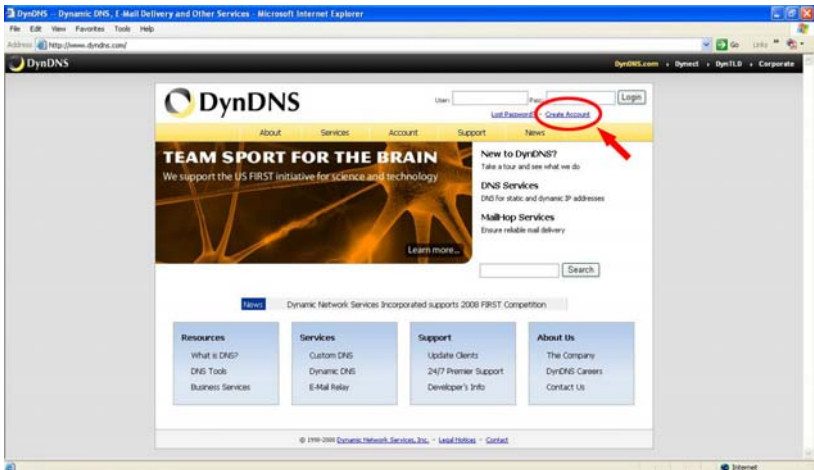 DynDNS -- Dynamic DNS, E-Mail Delivery and Other Services - Microsoft Internet Explorer
File Edit View Favorites Tools Help
Address http://www.dyndns.com/ Go Links »
DynDNS DynDNS.com Dynect DynTLD Corporate
DynDNS User: Pass: Login
Lost Password? - Create Account
About Services Account Support News
TEAM SPORT FOR THE BRAIN
We support the US FIRST initiative for science and technology
Learn more...
New to DynDNS?
Take a tour and see what we do
DNS Services
DNS for static and dynamic IP addresses
MailHop Services
Ensure reliable mail delivery
Search
News Dynamic Network Services Incorporated supports 2008 FIRST Competition
Resources
What is DNS?
DNS Tools
Business Services
Services
Custom DNS
Dynamic DNS
E-Mail Relay
Support
Update Clients
24/7 Premier Support
Developer's Info
About Us
The Company
DynDNS Careers
Contact Us
© 1998-2008 Dynamic Network Services, Inc. - Legal Notices - Contact
Internet